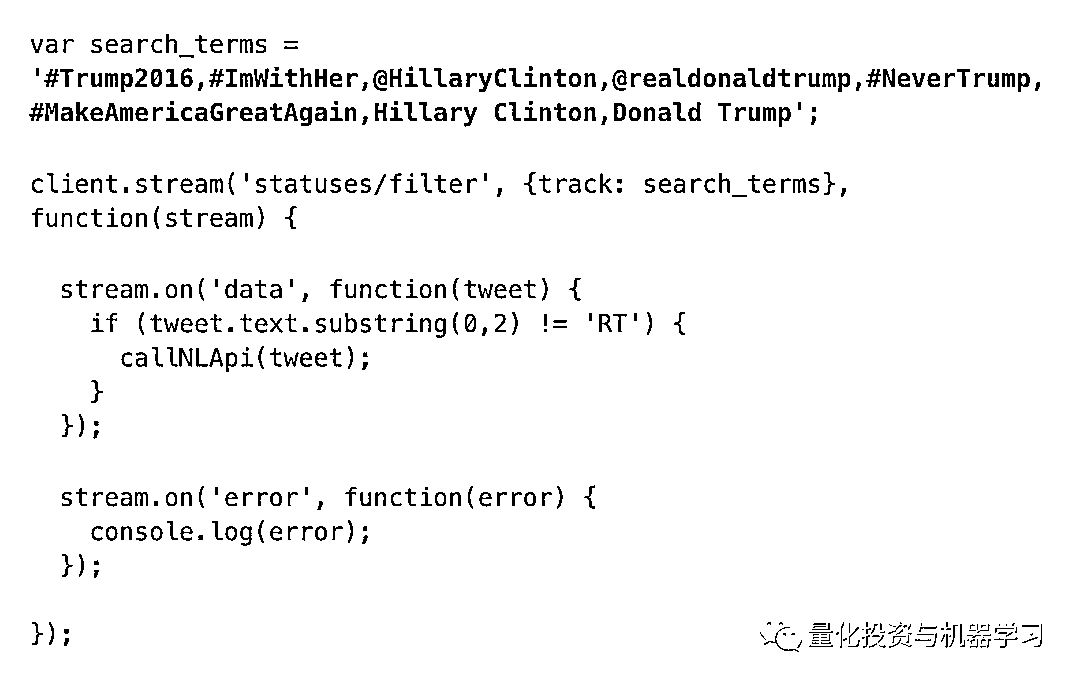 var search_terms =
'#Trump2016,#ImWithHer,@HillaryClinton,@realdonaldtrump,#NeverTrump,
#MakeAmericaGreatAgain,Hillary Clinton,Donald Trump';
client.stream('statuses/filter', {track: search_terms},
function(stream) {
  stream.on('data', function(tweet) {
    if (tweet.text.substring(0,2) != 'RT') {
      callNLApi(tweet);
    }
  });
  stream.on('error', function(error) {
    console.log(error);
  });
});
量化投资与机器学习